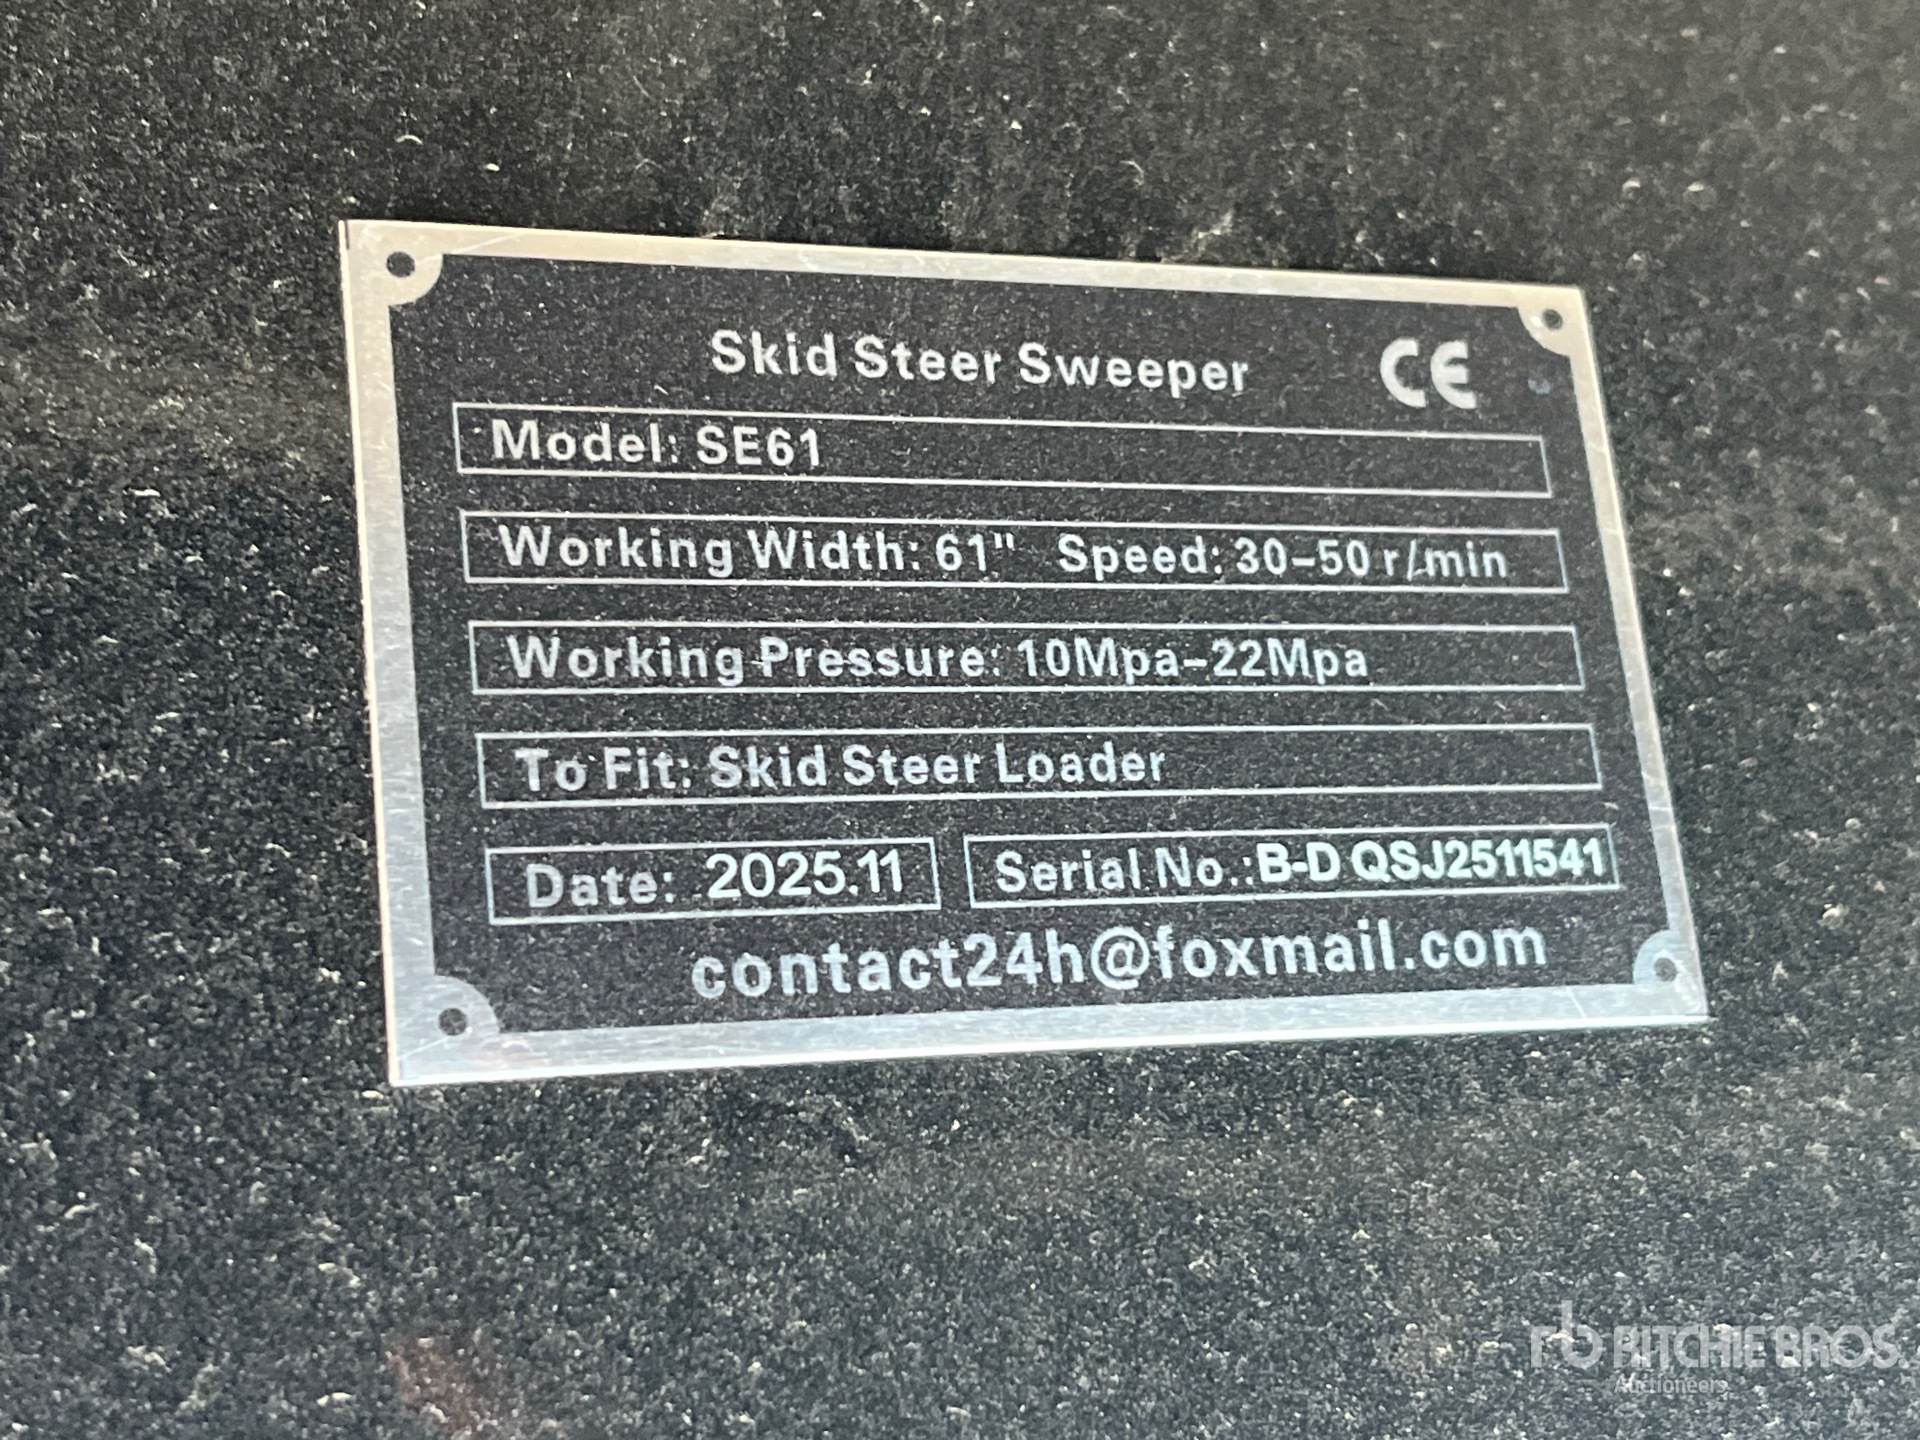 Skid Steer Sweeper CE
Model: SE61
Working Width: 61" Speed: 30-50 r/min
Working Pressure: 10Mpa-22Mpa
To Fit: Skid Steer Loader
Date: 2025.11 Serial No.: B-D QSJ2511541
contact24h@foxmail.com
rb RITCHIE BROS.
Auctioneers